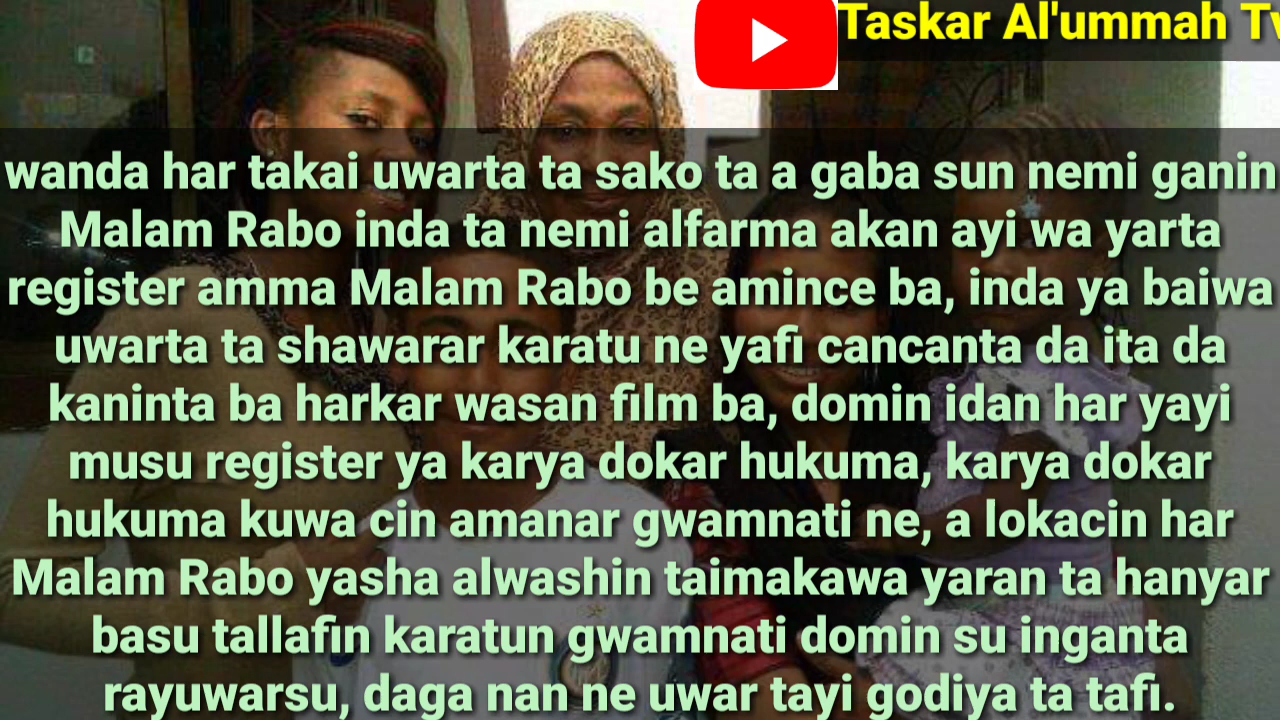 Taskar Al'ummah Tv
wanda har takai uwarta ta sako ta a gaba sun nemi ganin
Malam Rabo inda ta nemi alfarma akan ayi wa yarta
register amma Malam Rabo be amince ba, inda ya baiwa
uwarta ta shawarar karatu ne yafi cancanta da ita da
kaninta ba harkar wasan film ba, domin idan har yayi
musu register ya karya dokar hukuma, karya dokar
hukuma kuwa cin amanar gwamnati ne, a lokacin har
Malam Rabo yasha alwashin taimakawa yaran ta hanyar
basu tallafin karatun gwamnati domin su inganta
rayuwarsu, daga nan ne uwar tayi godiya ta tafi.